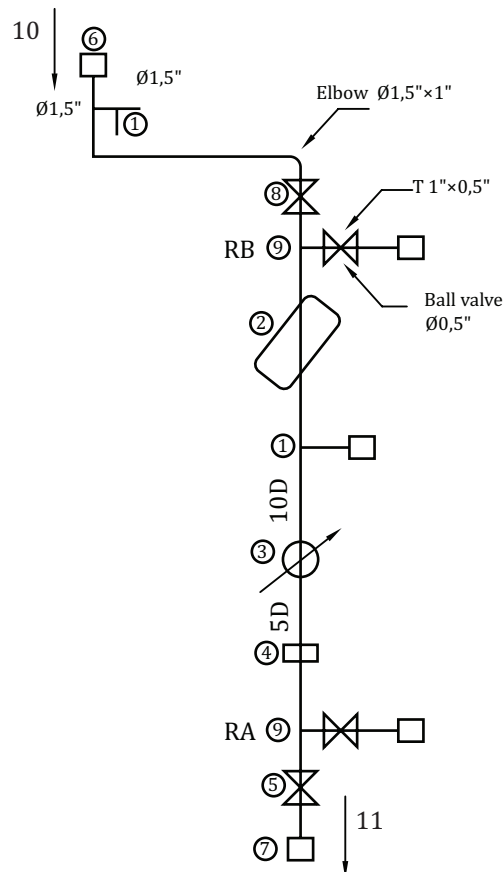 10
6
Ø1,5"
Ø1,5"
1
Elbow Ø1,5"×1"
8
T 1"×0,5"
RB 9
Ball valve
Ø0,5"
2
1
10D
3
5D
4
RA 9
5
11
7